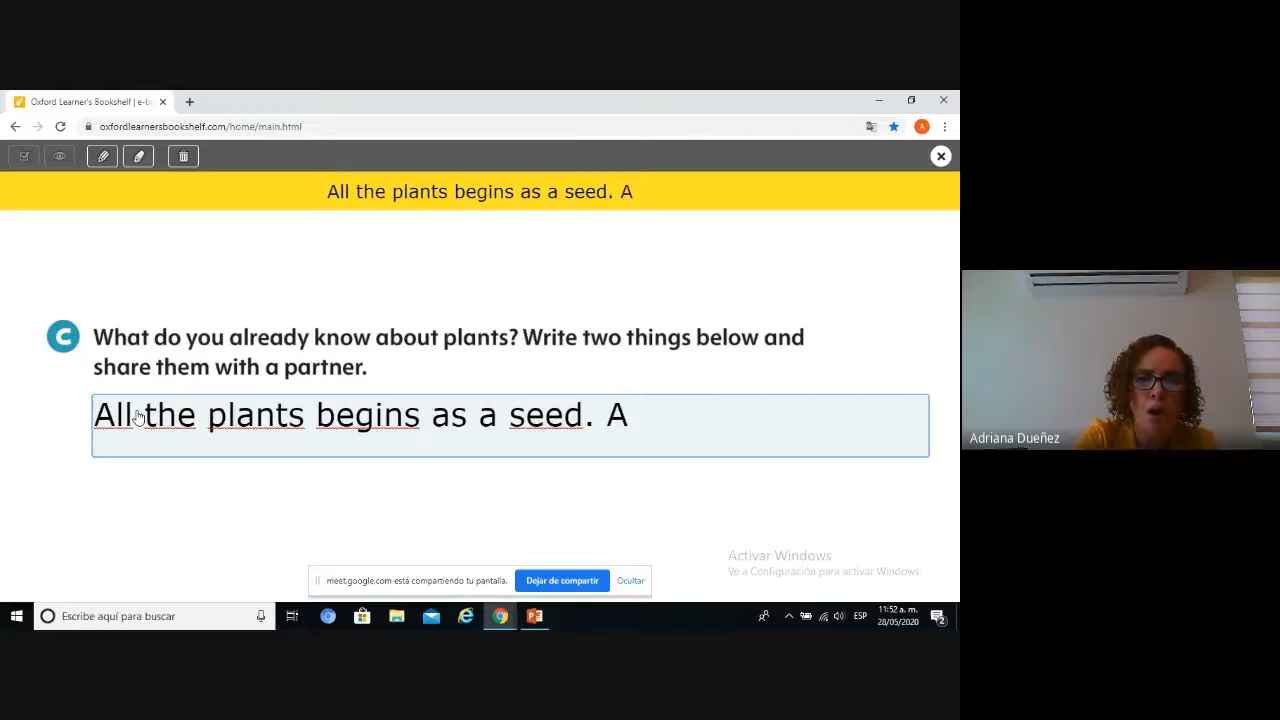 Oxford Learner's Bookshelf | e-b
oxfordlearnersbookshelf.com/home/main.html
A
All the plants begins as a seed. A
C
What do you already know about plants? Write two things below and
share them with a partner.
All the plants begins as a seed. A
Adriana Dueñez
Activar Windows
Ve a Configuración para activar Windows.
meet.google.com está compartiendo tu pantalla.
Dejar de compartir
Ocultar
Escribe aquí para buscar
ESP
11:52 a. m.
28/05/2020
2